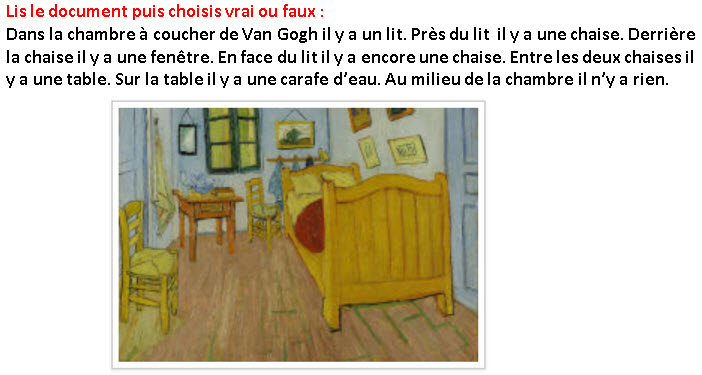 Lis le document puis choisis vrai ou faux :
Dans la chambre à coucher de Van Gogh il y a un lit. Près du lit il y a une chaise. Derrière
la chaise il y a une fenêtre. En face du lit il y a encore une chaise. Entre les deux chaises il
y a une table. Sur la table il y a une carafe d’eau. Au milieu de la chambre il n’y a rien.